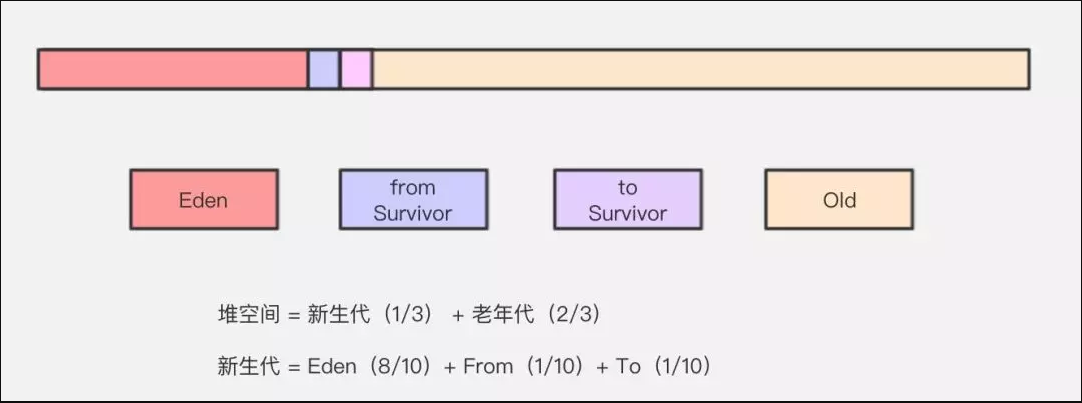 Eden
from
Survivor
to
Survivor
Old
堆空间 = 新生代（1/3） + 老年代（2/3）
新生代 = Eden（8/10）+ From（1/10）+ To（1/10）